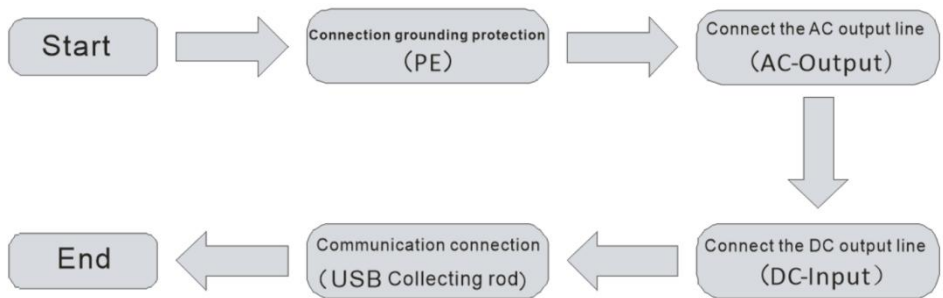 Start
Connection grounding protection
(PE)
Connect the AC output line
(AC-Output)
Connect the DC output line
(DC-Input)
Communication connection
(USB Collecting rod)
End